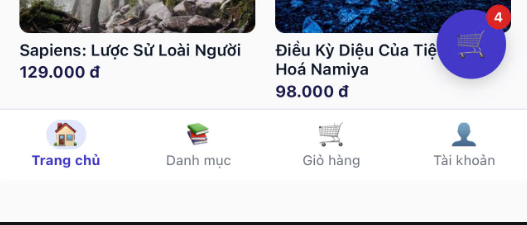 4
Sapiens: Lược Sử Loài Người
129.000 đ
Điều Kỳ Diệu Của
Hoá Namiya
98.000 đ
Trang chủ
Danh mục
Giỏ hàng
Tài khoản